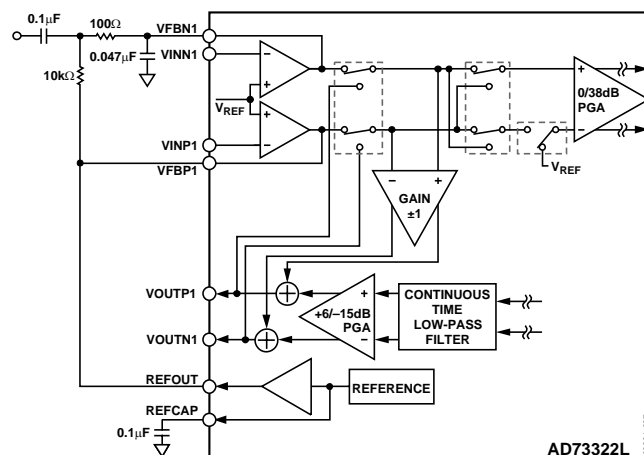 0.1μF
100Ω
VFBN1
VINN1
0.047μF
10kΩ
VREF
VINP1
VFBP1
0/38dB
PGA
VREF
GAIN
±1
VOUTP1
+6/–15dB
PGA
CONTINUOUS
TIME
LOW-PASS
FILTER
VOUTN1
REFOUT
REFERENCE
REFCAP
0.1μF
AD73322L